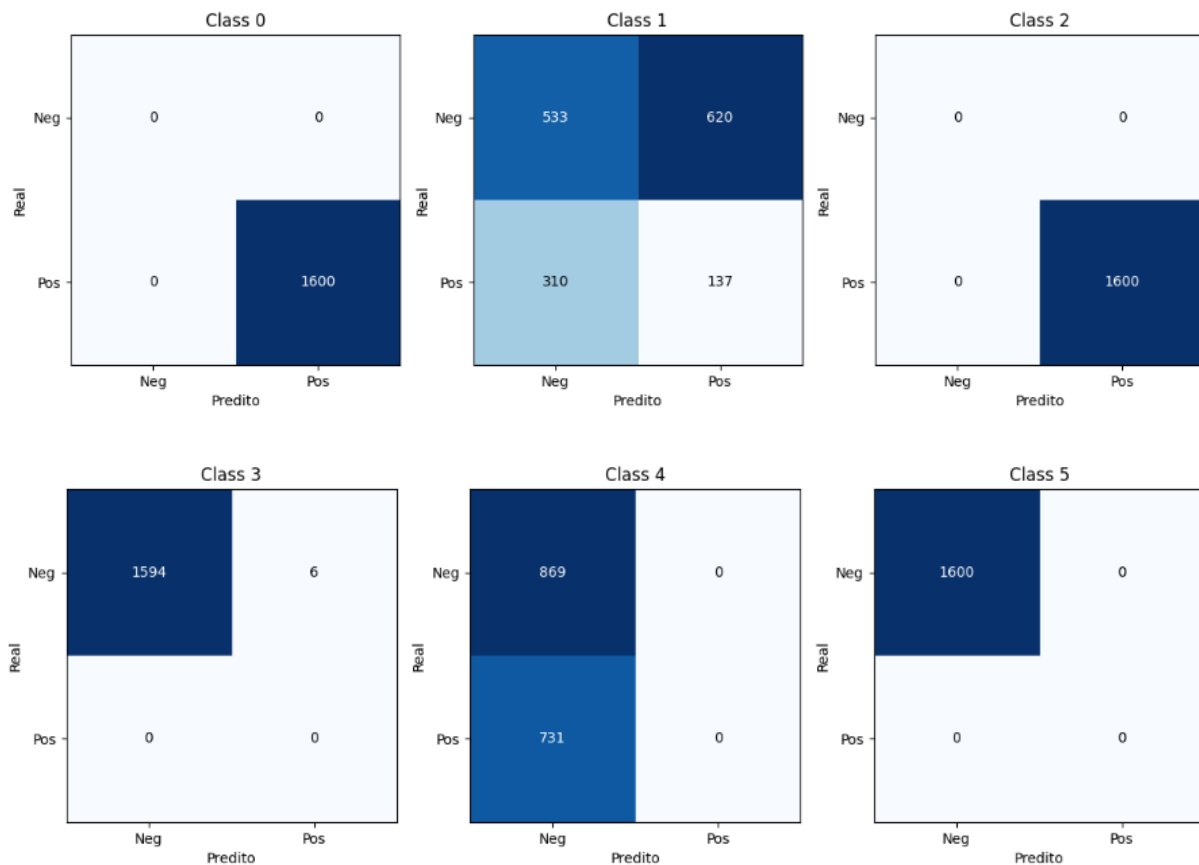 Class 0
Class 1
Class 2
Neg
0
0
Neg
533
620
Neg
0
0
Real
Real
Real
Pos
0
1600
Pos
310
137
Pos
0
1600
Neg
Pos
Neg
Pos
Neg
Pos
Predito
Predito
Predito
Class 3
Class 4
Class 5
Neg
1594
6
Neg
869
0
Neg
1600
0
Real
Real
Real
Pos
0
0
Pos
731
0
Pos
0
0
Neg
Pos
Neg
Pos
Neg
Pos
Predito
Predito
Predito